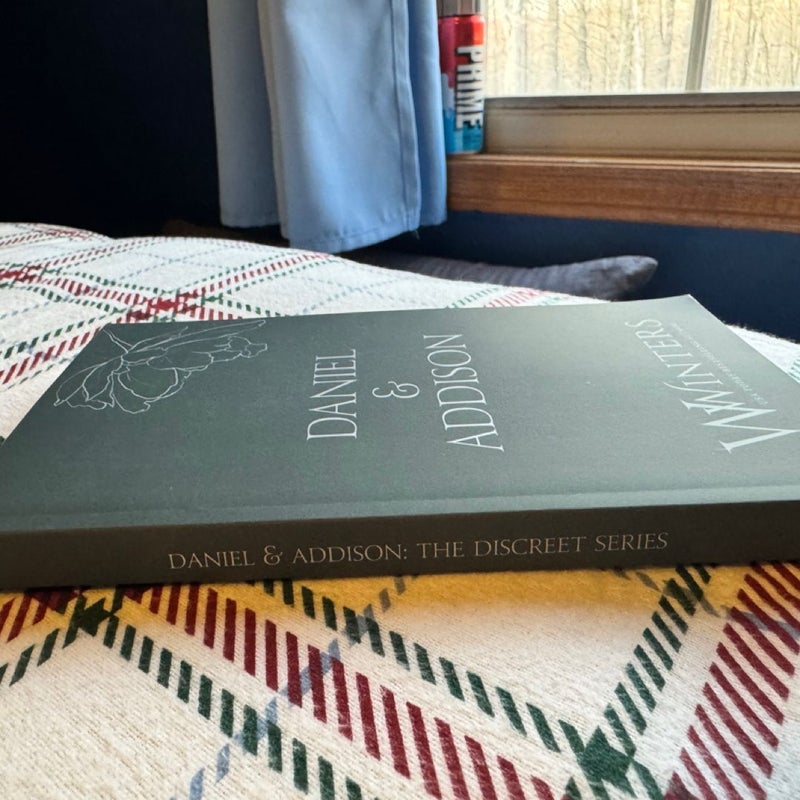 PRIME
DANIEL
&
ADDISON
W WINTERS
DANIEL & ADDISON: THE DISCREET SERIES